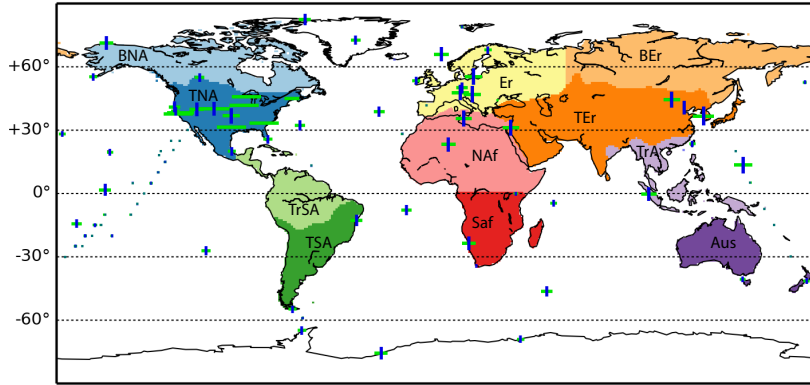 BNA
BEr
+60°
Er
TNA
TEr
+30°
TrA
NAf
0°
TrSA
Saf
TSA
Aus
-30°
-60°